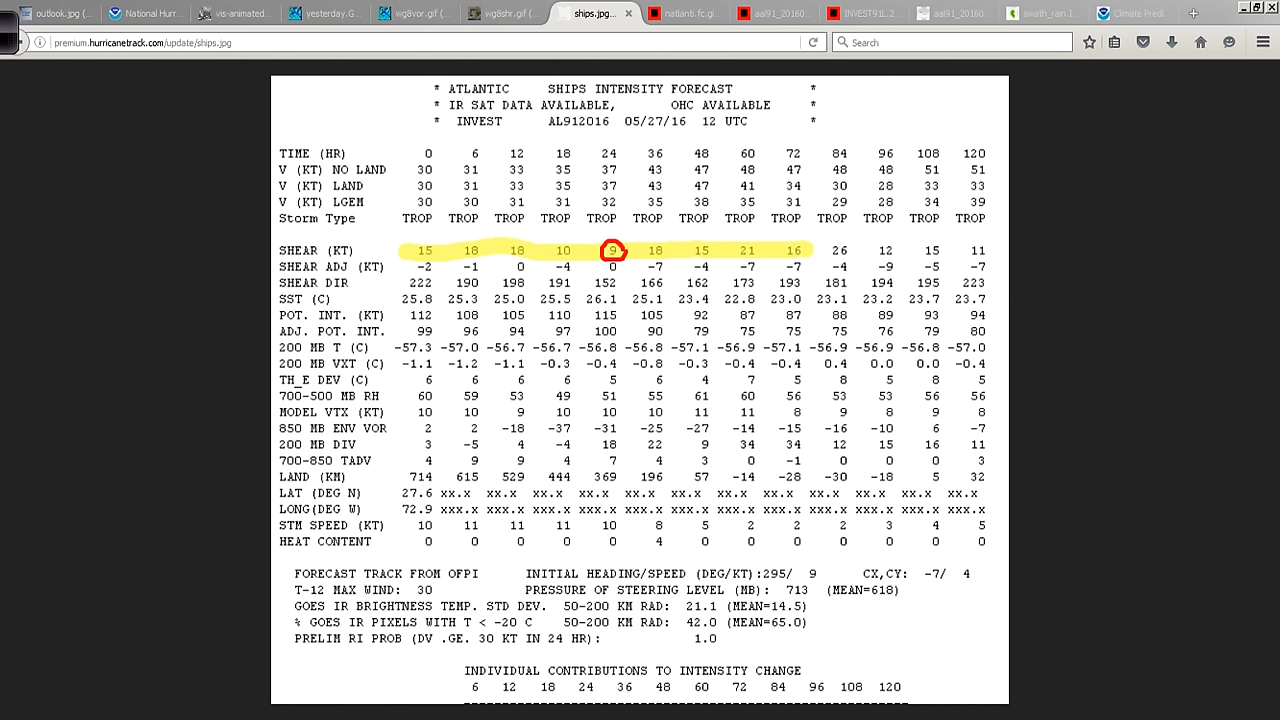 outlook.jpg (... National Hurr... vis-animated... yesterday.G... wg8vor.gif (... wg8shr.gif (... ships.jpg... × natlanti.fc.gi... aal91_20160... INVEST91L.2... aal91_20160... swath_rain.1... Climate Predi...
premium.hurricanetrack.com/update/ships.jpg Search
* ATLANTIC SHIPS INTENSITY FORECAST *
* IR SAT DATA AVAILABLE, OHC AVAILABLE *
* INVEST AL912016 05/27/16 12 UTC *
TIME (HR) 0 6 12 18 24 36 48 60 72 84 96 108 120
V (KT) NO LAND 30 31 33 35 37 43 47 48 47 48 48 51 51
V (KT) LAND 30 31 33 35 37 43 47 41 34 30 28 33 33
V (KT) LGEM 30 30 31 31 32 35 38 35 31 29 28 34 39
Storm Type TROP TROP TROP TROP TROP TROP TROP TROP TROP TROP TROP TROP TROP
SHEAR (KT) 15 18 18 10 9 18 15 21 16 26 12 15 11
SHEAR ADJ (KT) -2 -1 0 -4 0 -7 -4 -7 -7 -4 -9 -5 -7
SHEAR DIR 222 190 198 191 152 166 162 173 193 181 194 195 223
SST (C) 25.8 25.3 25.0 25.5 26.1 25.1 23.4 22.8 23.0 23.1 23.2 23.7 23.7
POT. INT. (KT) 112 108 105 110 115 105 92 87 87 88 89 93 94
ADJ. POT. INT. 99 96 94 97 100 90 79 75 75 75 76 79 80
200 MB T (C) -57.3 -57.0 -56.7 -56.7 -56.8 -56.8 -57.1 -56.9 -57.1 -56.9 -56.9 -56.8 -57.0
200 MB VXT (C) -1.1 -1.2 -1.1 -0.3 -0.4 -0.8 -0.3 -0.4 -0.4 0.4 0.0 0.0 -0.4
TH_E DEV (C) 6 6 6 6 5 6 4 7 5 8 5 8 5
700-500 MB RH 60 59 53 49 51 55 61 60 56 53 53 56 56
MODEL VTX (KT) 10 10 9 10 10 10 11 11 8 9 8 9 8
850 MB ENV VOR 2 2 -18 -37 -31 -25 -27 -14 -15 -16 -10 6 -7
200 MB DIV 3 -5 4 -4 18 22 9 34 34 12 15 16 11
700-850 TADV 4 9 9 4 7 4 3 0 -1 0 0 0 3
LAND (KM) 714 615 529 444 369 196 57 -14 -28 -30 -18 5 32
LAT (DEG N) 27.6 xx.x xx.x xx.x xx.x xx.x xx.x xx.x xx.x xx.x xx.x xx.x xx.x
LONG(DEG W) 72.9 xxx.x xxx.x xxx.x xxx.x xxx.x xxx.x xxx.x xxx.x xxx.x xxx.x xxx.x xxx.x
STM SPEED (KT) 10 11 11 11 10 8 5 2 2 2 3 4 5
HEAT CONTENT 0 0 0 0 0 4 0 0 0 0 0 0 0
FORECAST TRACK FROM OFPI INITIAL HEADING/SPEED (DEG/KT):295/ 9 CX,CY: -7/ 4
T-12 MAX WIND: 30 PRESSURE OF STEERING LEVEL (MB): 713 (MEAN=618)
GOES IR BRIGHTNESS TEMP. STD DEV. 50-200 KM RAD: 21.1 (MEAN=14.5)
% GOES IR PIXELS WITH T < -20 C 50-200 KM RAD: 42.0 (MEAN=65.0)
PRELIM RI PROB (DV .GE. 30 KT IN 24 HR): 1.0
INDIVIDUAL CONTRIBUTIONS TO INTENSITY CHANGE
6 12 18 24 36 48 60 72 84 96 108 120